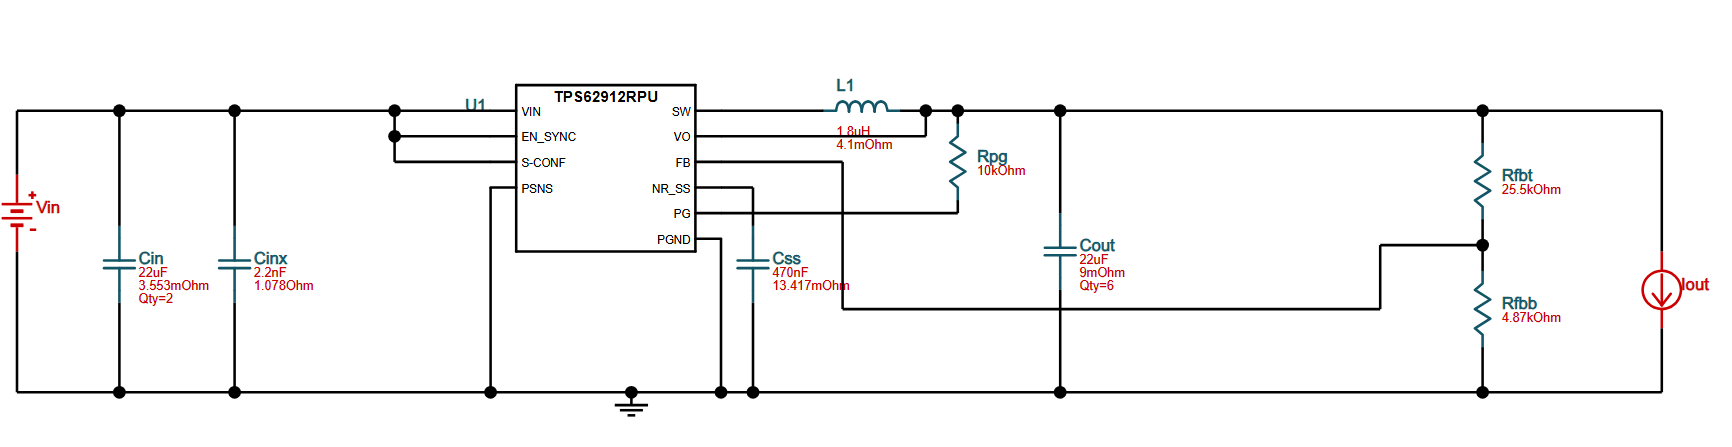 L1
TPS62912RPU
U1
VIN
SW
EN_SYNC
VO
1.8uH
4.1mOhm
S-CONF
FB
Rpg
10kOhm
PSNS
NR_SS
Rfbt
25.5kOhm
+
Vin
-
PG
PGND
Cin
22uF
3.553mOhm
Qty=2
Cinx
2.2nF
1.078Ohm
Css
470nF
13.417mOhm
Cout
22uF
9mOhm
Qty=6
Rfbb
4.87kOhm
Iout